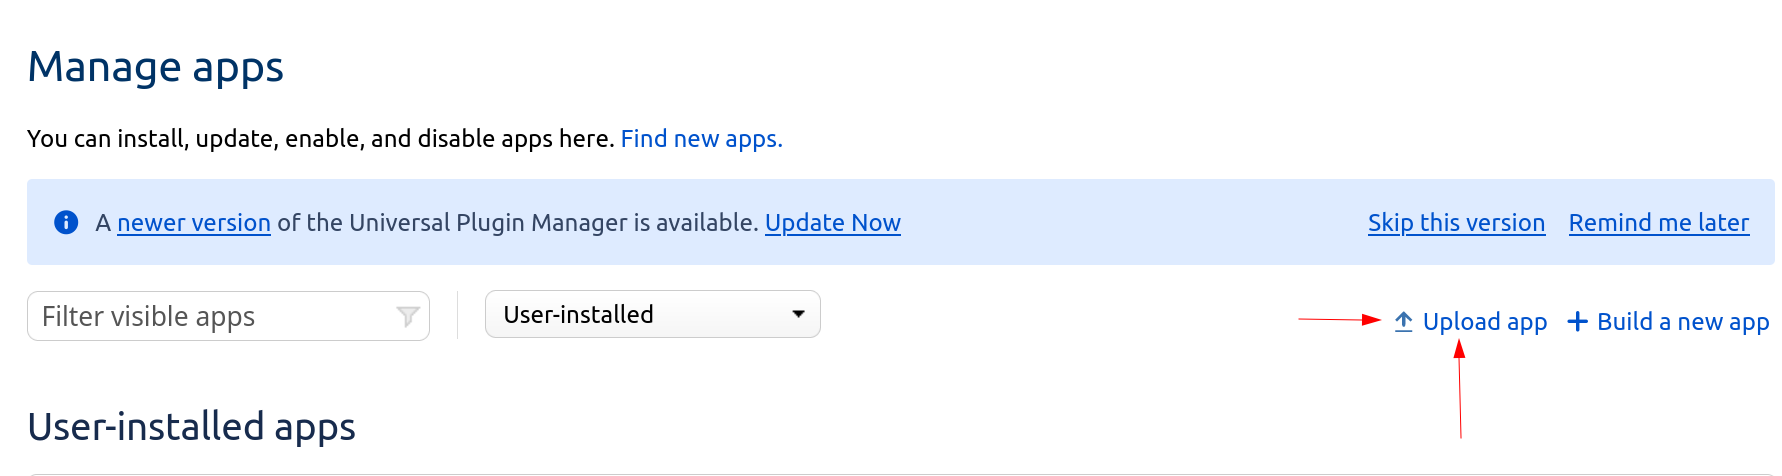 Manage apps
You can install, update, enable, and disable apps here. Find new apps.
A newer version of the Universal Plugin Manager is available. Update Now
Skip this version Remind me later
Filter visible apps
User-installed
Upload app
Build a new app
User-installed apps